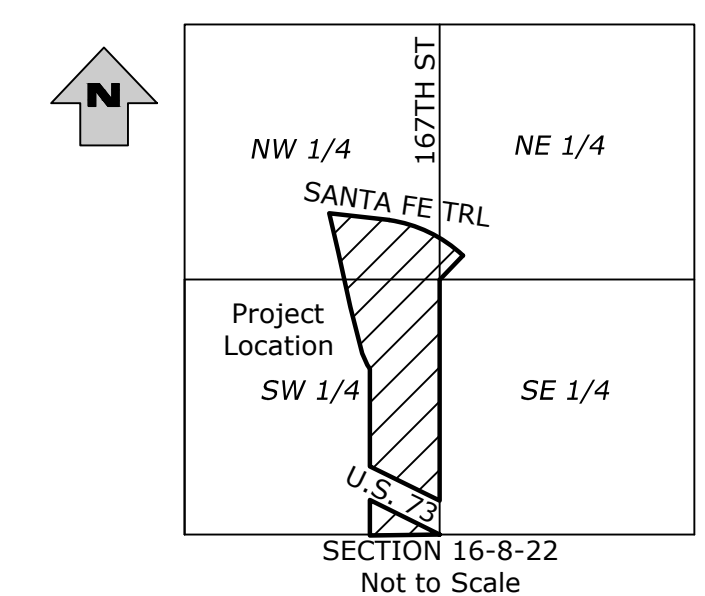 N
167TH ST
NW 1/4
NE 1/4
SANTA FE TRL
Project
Location
SW 1/4
SE 1/4
U.S. 73
SECTION 16-8-22
Not to Scale